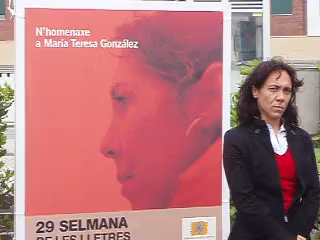 N'homenaxe
a María Teresa González
29 SELMANA
DE LES LLETRES